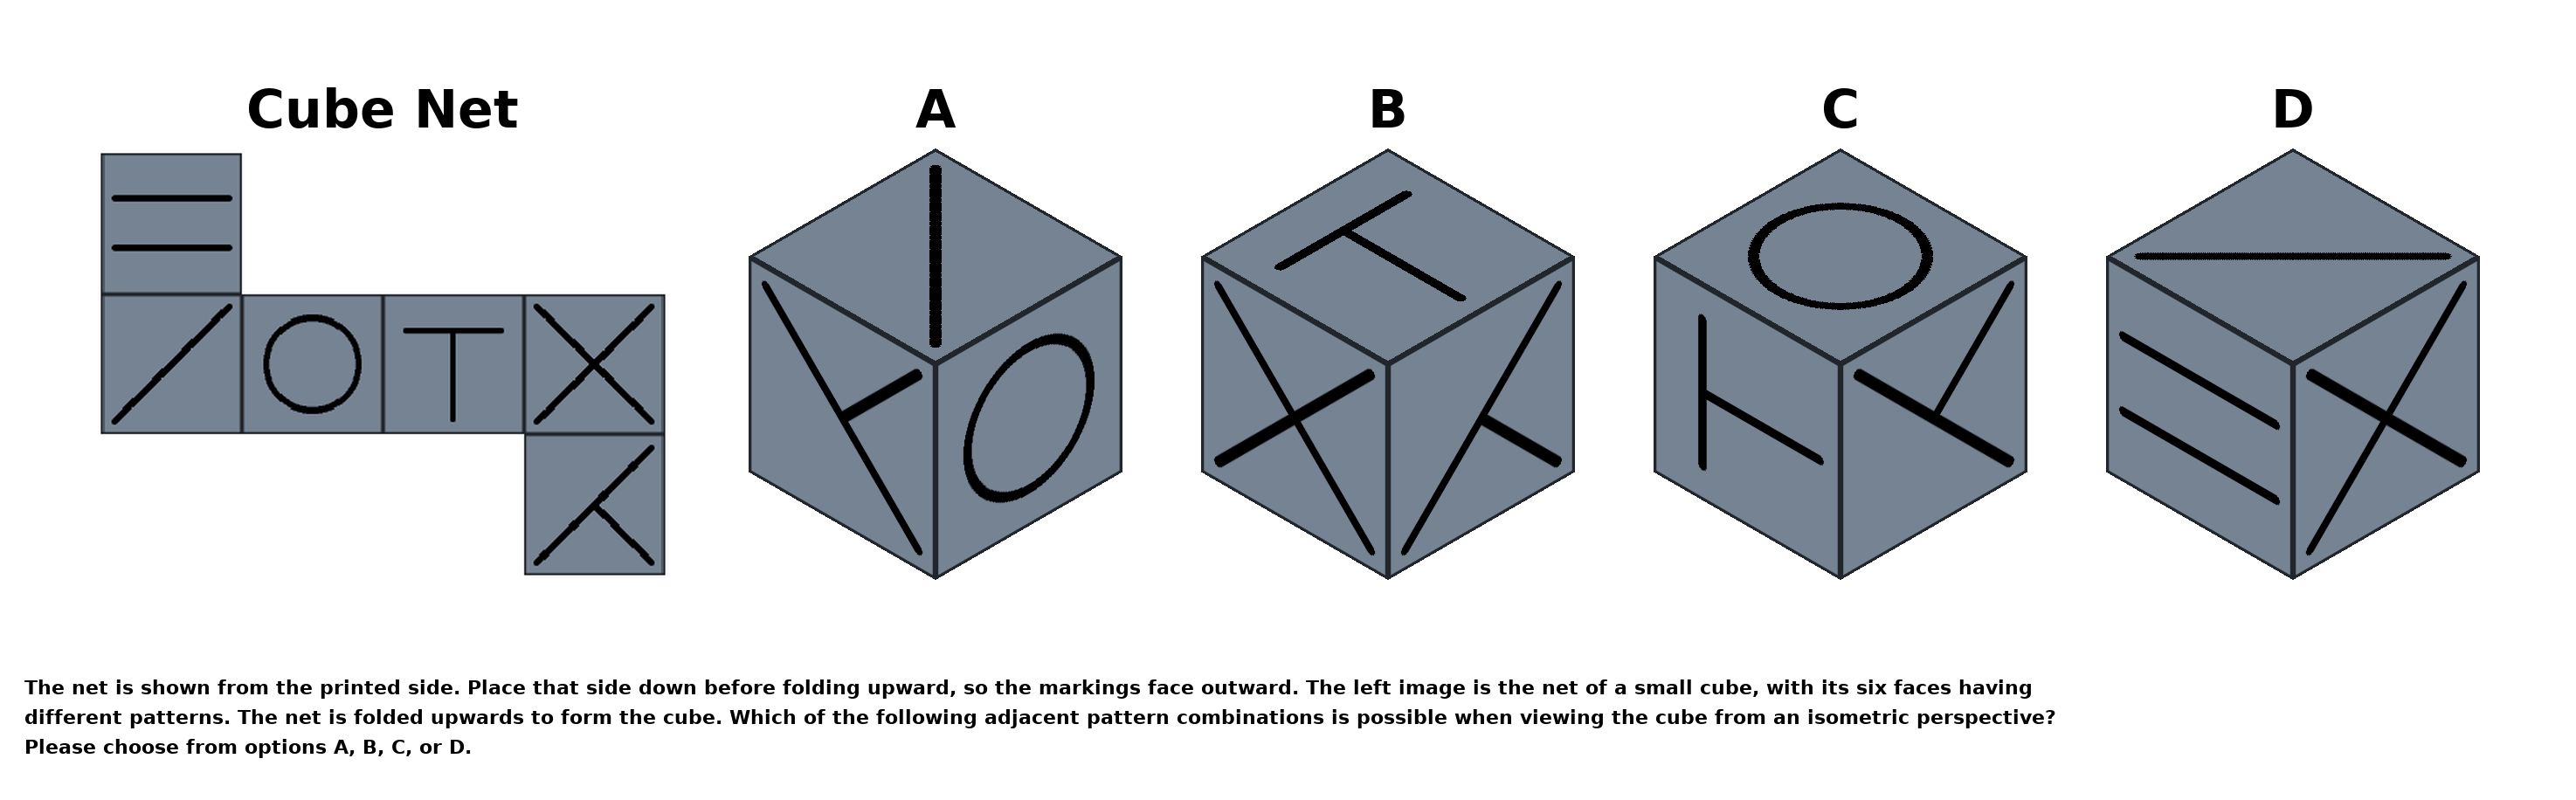 Cube Net
A
B
C
D
The net is shown from the printed side. Place that side down before folding upward, so the markings face outward. The left image is the net of a small cube, with its six faces having
different patterns. The net is folded upwards to form the cube. Which of the following adjacent pattern combinations is possible when viewing the cube from an isometric perspective?
Please choose from options A, B, C, or D.